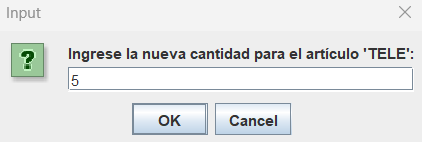 Input
Ingrese la nueva cantidad para el artículo 'TELE':
5
OK Cancel